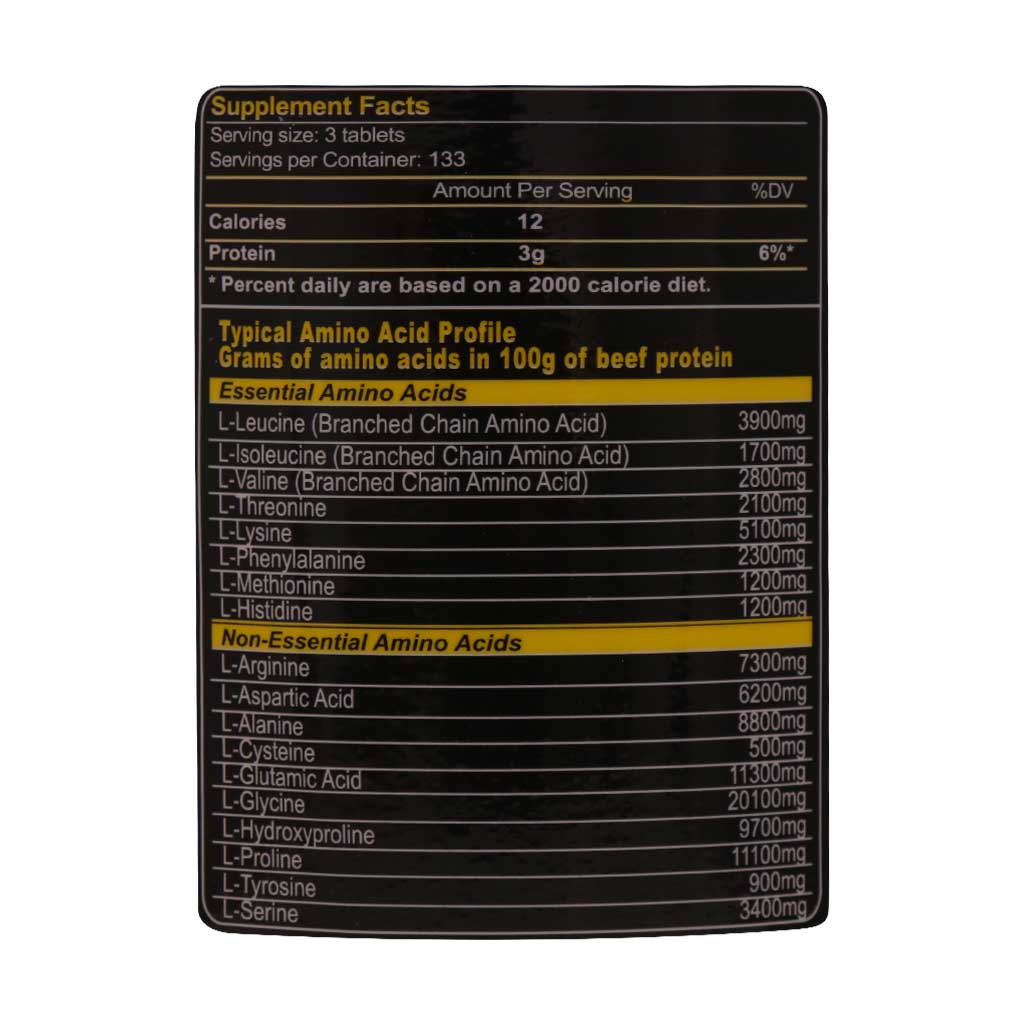 Supplement Facts
Serving size: 3 tablets
Servings per Container: 133
Amount Per Serving %DV
Calories 12
Protein 3g 6%*
* Percent daily are based on a 2000 calorie diet.
Typical Amino Acid Profile
Grams of amino acids in 100g of beef protein
Essential Amino Acids
L-Leucine (Branched Chain Amino Acid) 3900mg
L-Isoleucine (Branched Chain Amino Acid) 1700mg
L-Valine (Branched Chain Amino Acid) 2800mg
L-Threonine 2100mg
L-Lysine 5100mg
L-Phenylalanine 2300mg
L-Methionine 1200mg
L-Histidine 1200mg
Non-Essential Amino Acids
L-Arginine 7300mg
L-Aspartic Acid 6200mg
L-Alanine 8800mg
L-Cysteine 500mg
L-Glutamic Acid 11300mg
L-Glycine 20100mg
L-Hydroxyproline 9700mg
L-Proline 11100mg
L-Tyrosine 900mg
L-Serine 3400mg